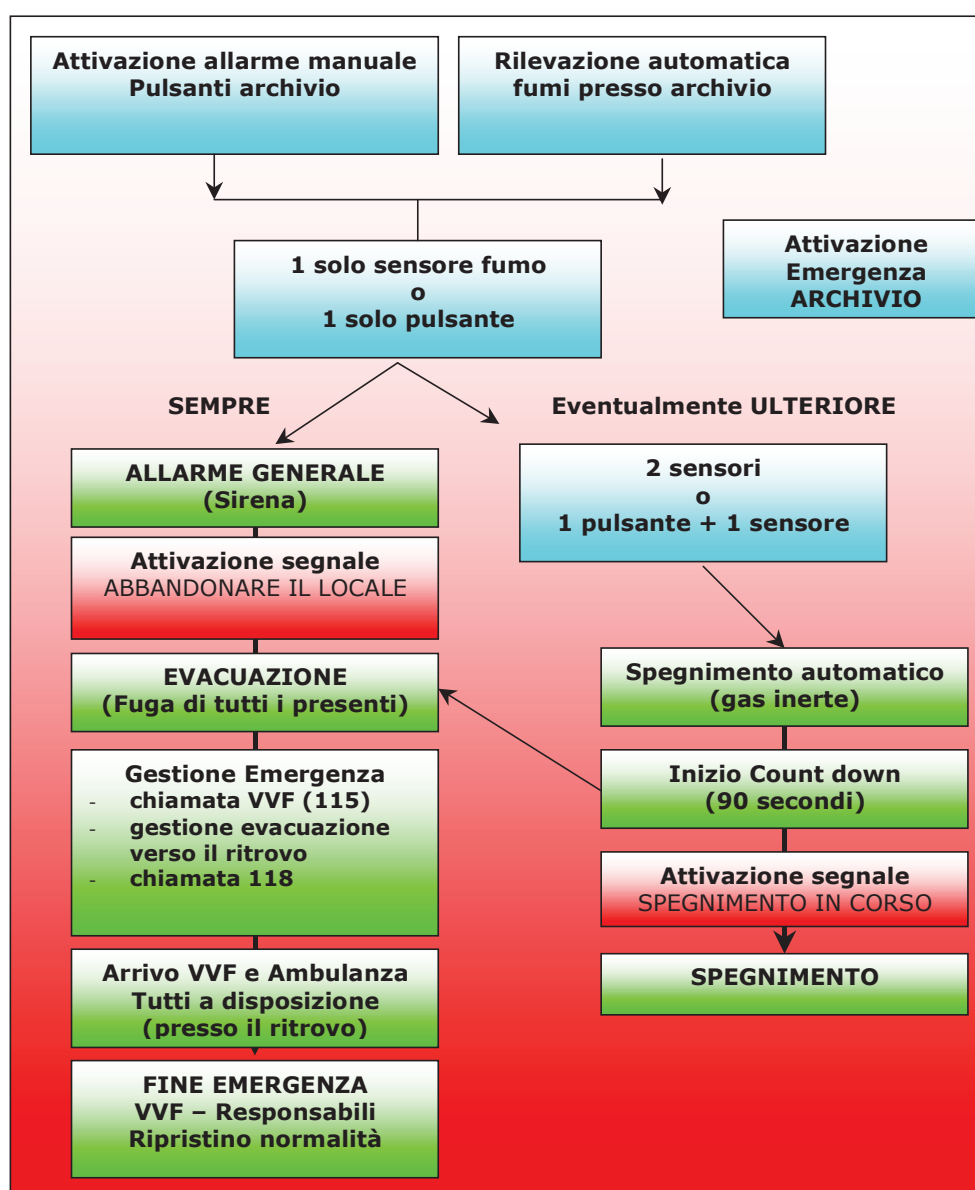 Attivazione allarme manuale
Pulsanti archivio
Rilevazione automatica
fumi presso archivio
1 solo sensore fumo
o
1 solo pulsante
Attivazione
Emergenza
ARCHIVIO
SEMPRE
Eventualmente ULTERIORE
ALLARME GENERALE
(Sirena)
2 sensori
o
1 pulsante + 1 sensore
Attivazione segnale
ABBANDONARE IL LOCALE
EVACUAZIONE
(Fuga di tutti i presenti)
Spegnimento automatico
(gas inerte)
Gestione Emergenza
- chiamata VVF (115)
- gestione evacuazione
verso il ritrovo
- chiamata 118
Inizio Count down
(90 secondi)
Attivazione segnale
SPEGNIMENTO IN CORSO
Arrivo VVF e Ambulanza
Tutti a disposizione
(presso il ritrovo)
SPEGNIMENTO
FINE EMERGENZA
VVF – Responsabili
Ripristino normalità